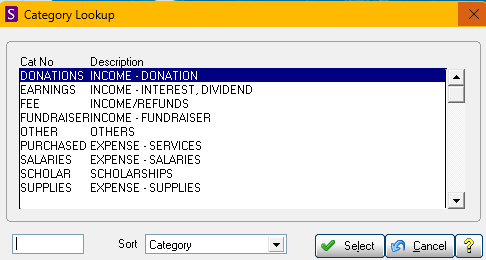 S Category Lookup
Cat No Description
DONATIONS INCOME - DONATION
EARNINGS INCOME - INTEREST, DIVIDEND
FEE INCOME/REFUNDS
FUNDRAISER INCOME - FUNDRAISER
OTHER OTHERS
PURCHASED EXPENSE - SERVICES
SALARIES EXPENSE - SALARIES
SCHOLAR SCHOLARSHIPS
SUPPLIES EXPENSE - SUPPLIES
Sort Category Select Cancel ?